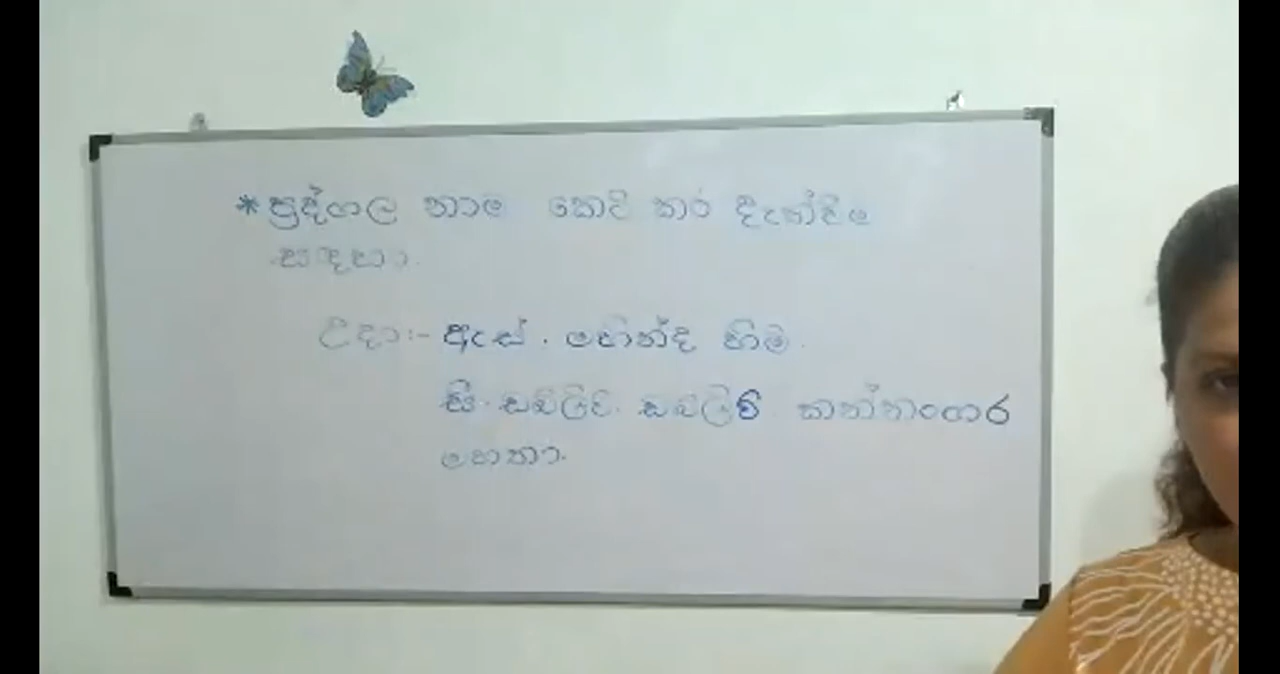 * පුද්ගල නාම කෙටි කර දැක්වීම
සඳහා.
උදා:- ඇස්. මහින්ද හිමි.
සී. ඩබ්ලිව්. ඩබ්ලිව් කන්නංගර
මහතා.